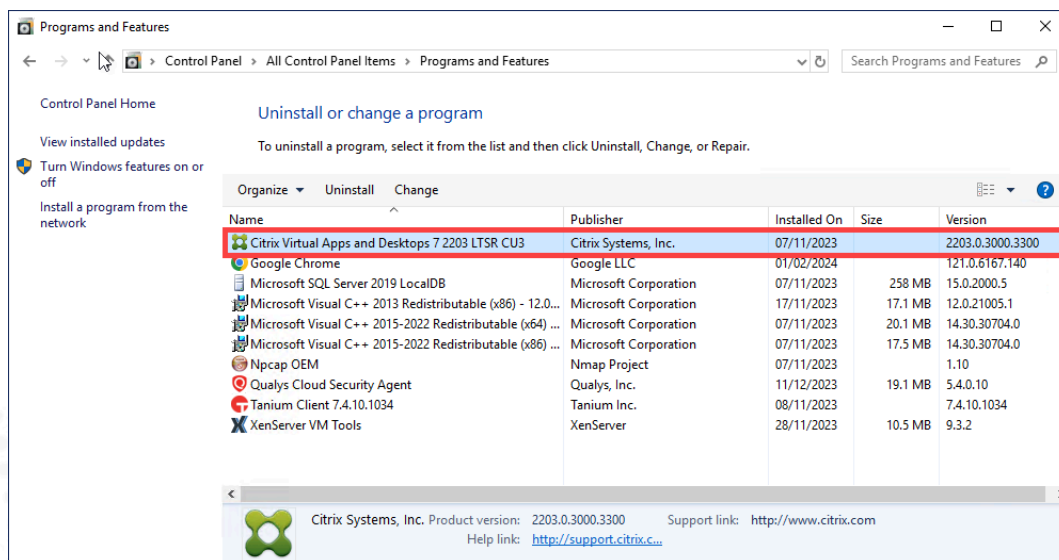 Programs and Features
Control Panel > All Control Panel Items > Programs and Features
Search Programs and Features
Control Panel Home
View installed updates
Turn Windows features on or
off
Install a program from the
network
Uninstall or change a program
To uninstall a program, select it from the list and then click Uninstall, Change, or Repair.
Organize Uninstall Change
Name Publisher Installed On Size Version
Citrix Virtual Apps and Desktops 7 2203 LTSR CU3 Citrix Systems, Inc. 07/11/2023 2203.0.3000.3300
Google Chrome Google LLC 01/02/2024 121.0.6167.140
Microsoft SQL Server 2019 LocalDB Microsoft Corporation 07/11/2023 258 MB 15.0.2000.5
Microsoft Visual C++ 2013 Redistributable (x86) - 12.0... Microsoft Corporation 17/11/2023 17.1 MB 12.0.21005.1
Microsoft Visual C++ 2015-2022 Redistributable (x64) ... Microsoft Corporation 07/11/2023 20.1 MB 14.30.30704.0
Microsoft Visual C++ 2015-2022 Redistributable (x86) ... Microsoft Corporation 07/11/2023 17.5 MB 14.30.30704.0
Npcap OEM Nmap Project 07/11/2023 1.10
Qualys Cloud Security Agent Qualys, Inc. 11/12/2023 19.1 MB 5.4.0.10
Tanium Client 7.4.10.1034 Tanium Inc. 08/11/2023 7.4.10.1034
XenServer VM Tools XenServer 28/11/2023 10.5 MB 9.3.2
Citrix Systems, Inc. Product version: 2203.0.3000.3300 Support link: http://www.citrix.com
Help link: http://support.citrix.c...